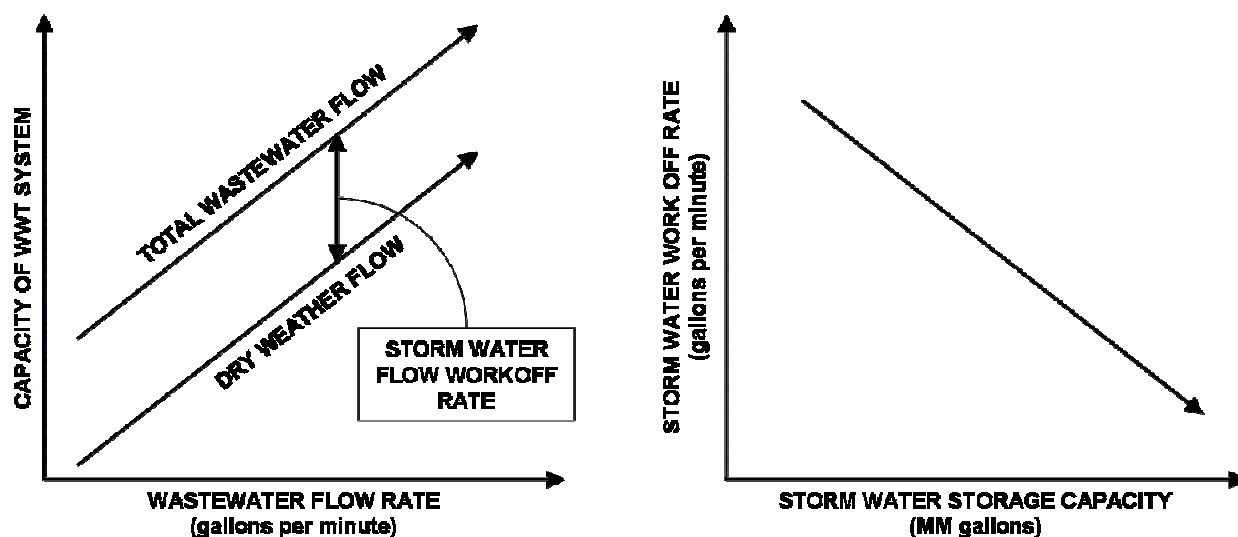 CAPACITY OF WWT SYSTEM
TOTAL WASTEWATER FLOW
DRY WEATHER FLOW
STORM WATER
FLOW WORKOFF
RATE
WASTEWATER FLOW RATE
(gallons per minute)
STORM WATER WORK OFF RATE
(gallons per minute)
STORM WATER STORAGE CAPACITY
(MM gallons)